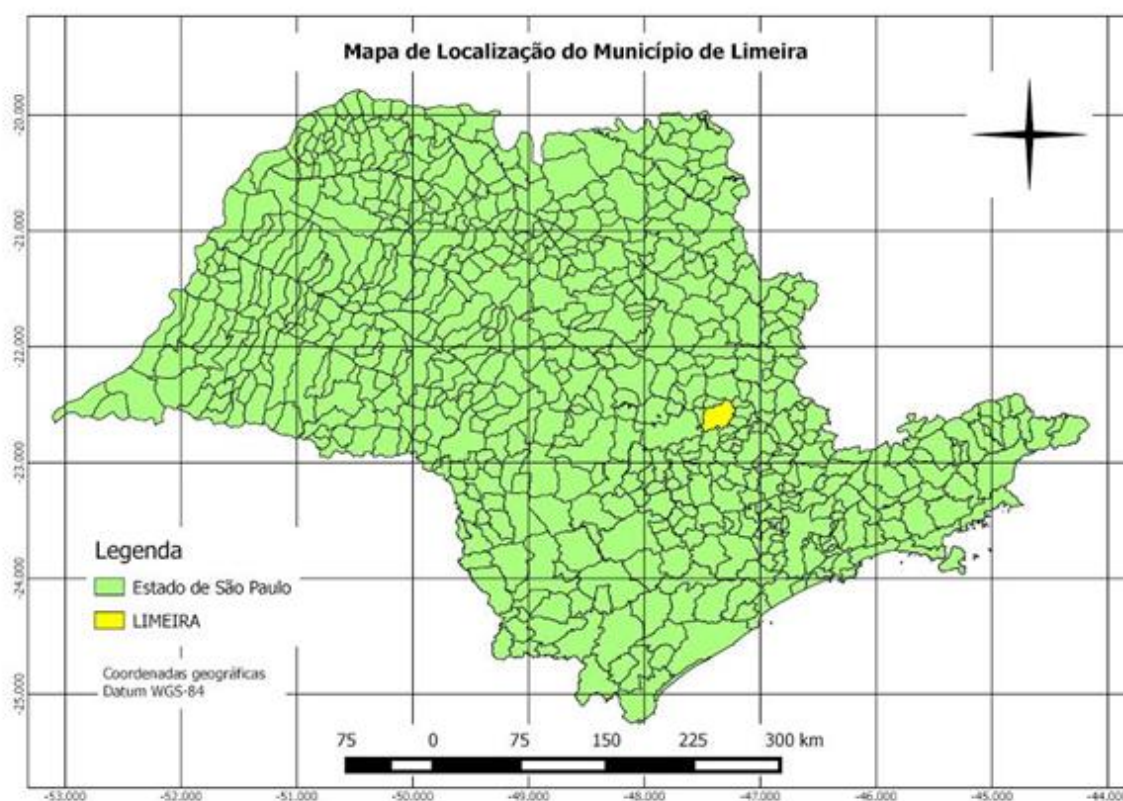 Mapa de Localização do Município de Limeira
-20.000
-21.000
-22.000
-23.000
-24.000
-25.000
Legenda
Estado de São Paulo
LIMEIRA
Coordenadas geográficas
Datum WGS-84
75 0 75 150 225 300 km
-53.000 -52.000 -51.000 -50.000 -49.000 -48.000 -47.000 -46.000 -45.000 -44.000